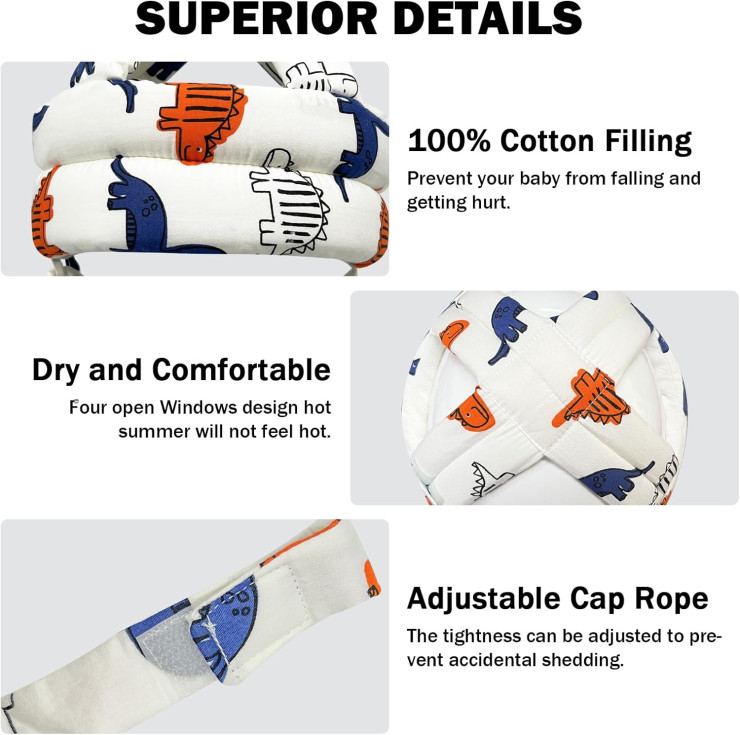 SUPERIOR DETAILS
100% Cotton Filling
Prevent your baby from falling and
getting hurt.
Dry and Comfortable
Four open Windows design hot
summer will not feel hot.
Adjustable Cap Rope
The tightness can be adjusted to pre-
vent accidental shedding.